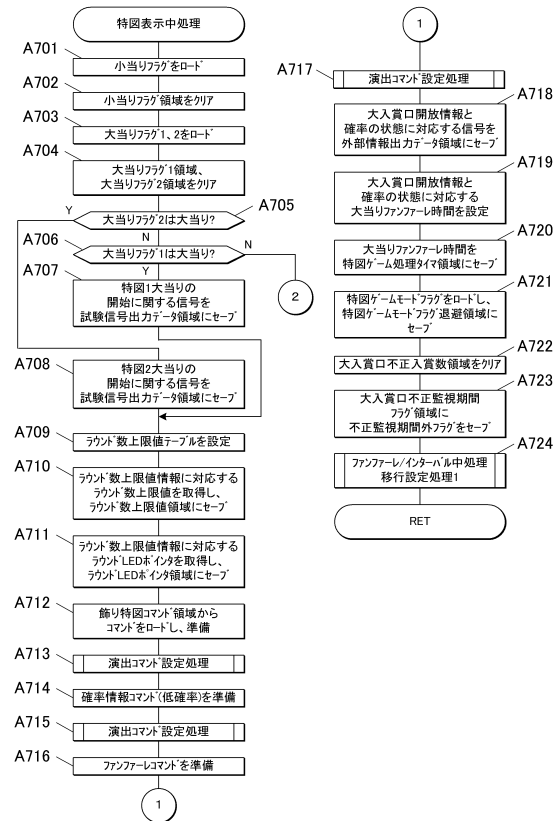 特図表示中処理
A701
小当りフラグをロード
A702
小当りフラグ領域をクリア
A703
大当りフラグ1、2をロード
A704
大当りフラグ1領域、
大当りフラグ2領域をクリア
A705
Y
大当りフラグ2は大当り?
N
A706
大当りフラグ1は大当り?
N
Y
2
A707
特図1大当りの
開始に関する信号を
試験信号出力データ領域にセーブ
A708
特図2大当りの
開始に関する信号を
試験信号出力データ領域にセーブ
A709
ラウンド数上限値テーブルを設定
A710
ラウンド数上限値情報に対応する
ラウンド数上限値を取得し、
ラウンド数上限値領域にセーブ
A711
ラウンド数上限値情報に対応する
ラウンドLEDポインタを取得し、
ラウンドLEDポインタ領域にセーブ
A712
飾り特図コマンド領域から
コマンドをロードし、準備
A713
演出コマンド設定処理
A714
確率情報コマンド(低確率)を準備
A715
演出コマンド設定処理
A716
ファンファーレコマンドを準備
1
1
A717
演出コマンド設定処理
A718
大入賞口開放情報と
確率の状態に対応する信号を
外部情報出力データ領域にセーブ
A719
大入賞口開放情報と
確率の状態に対応する
大当りファンファーレ時間を設定
A720
大当りファンファーレ時間を
特図ゲーム処理タイマ領域にセーブ
A721
特図ゲームモードフラグをロードし、
特図ゲームモードフラグ退避領域に
セーブ
A722
大入賞口不正入賞数領域をクリア
A723
大入賞口不正監視期間
フラグ領域に
不正監視期間外フラグをセーブ
A724
ファンファーレ/インターバル中処理
移行設定処理1
RET